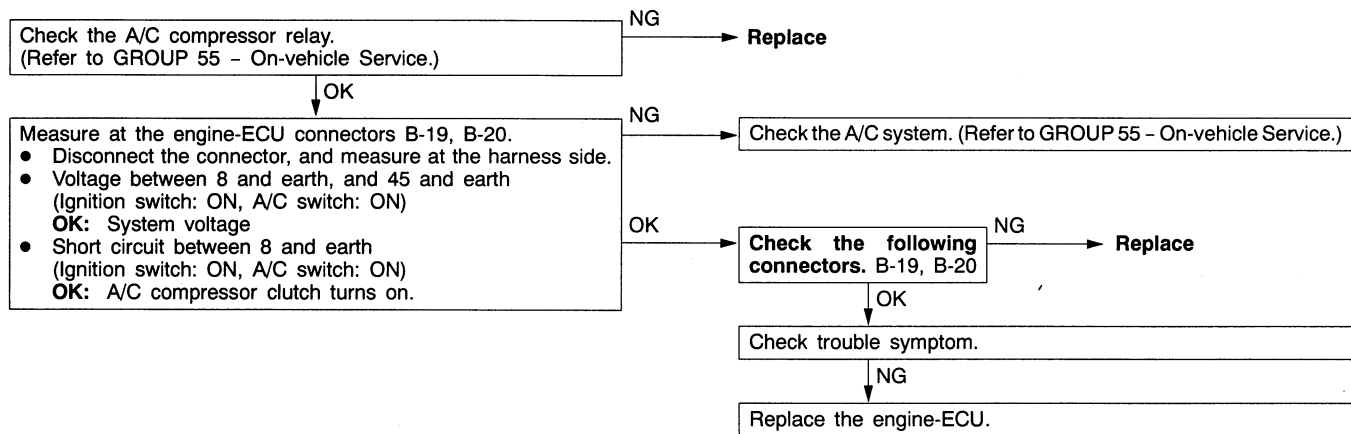 Check the A/C compressor relay.
(Refer to GROUP 55 – On-vehicle Service.)
NG
Replace
OK
Measure at the engine-ECU connectors B-19, B-20.
● Disconnect the connector, and measure at the harness side.
● Voltage between 8 and earth, and 45 and earth
(Ignition switch: ON, A/C switch: ON)
OK: System voltage
● Short circuit between 8 and earth
(Ignition switch: ON, A/C switch: ON)
OK: A/C compressor clutch turns on.
NG
Check the A/C system. (Refer to GROUP 55 – On-vehicle Service.)
OK
Check the following
connectors. B-19, B-20
NG
Replace
OK
Check trouble symptom.
NG
Replace the engine-ECU.